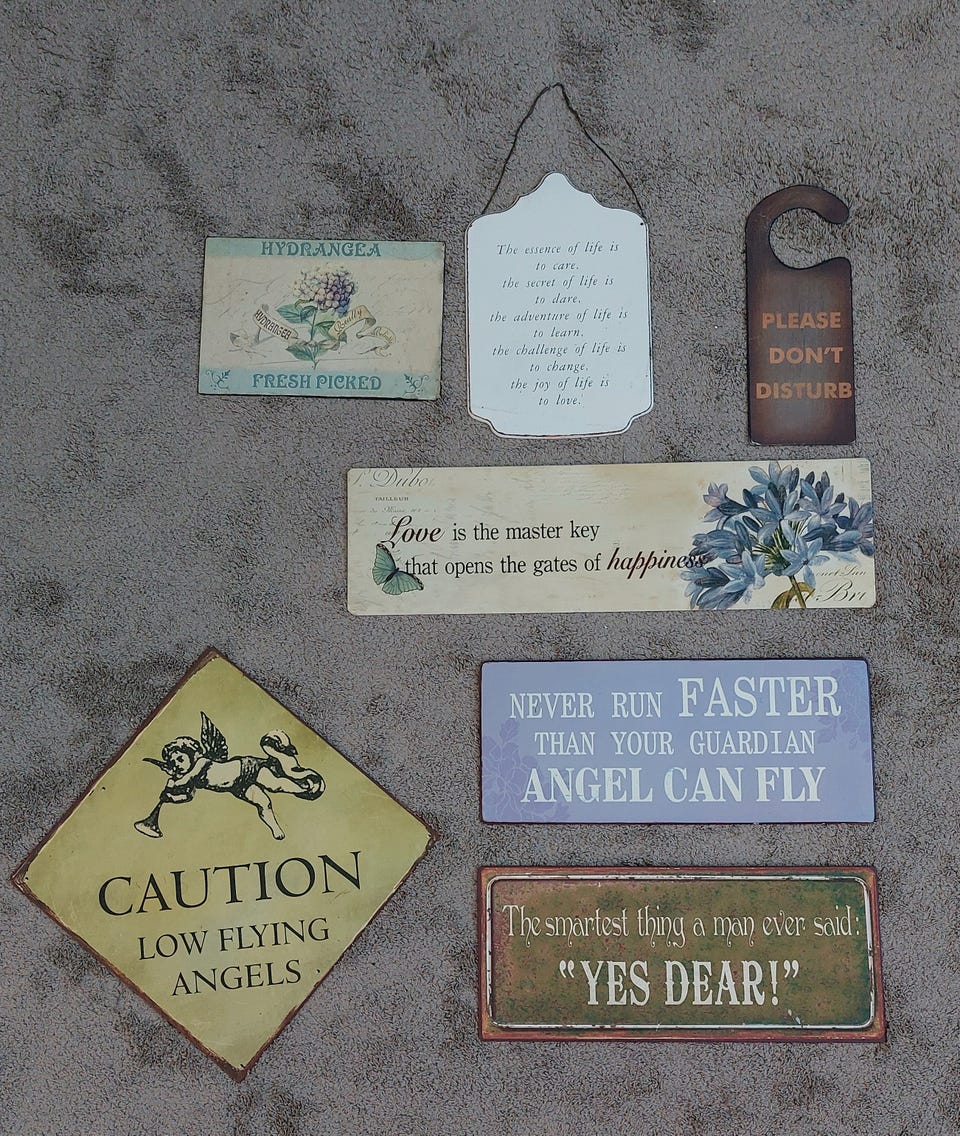 HYDRANGEA
HYDRANGEA
FRESH PICKED
The essence of life is
to care,
the secret of life is
to dare,
the adventure of life is
to learn,
the challenge of life is
to change,
the joy of life is
to love.
PLEASE
DON'T
DISTURB
TAILLEUR
Love is the master key
that opens the gates of happiness
NEVER RUN FASTER
THAN YOUR GUARDIAN
ANGEL CAN FLY
CAUTION
LOW FLYING
ANGELS
The smartest thing a man ever said:
"YES DEAR!"